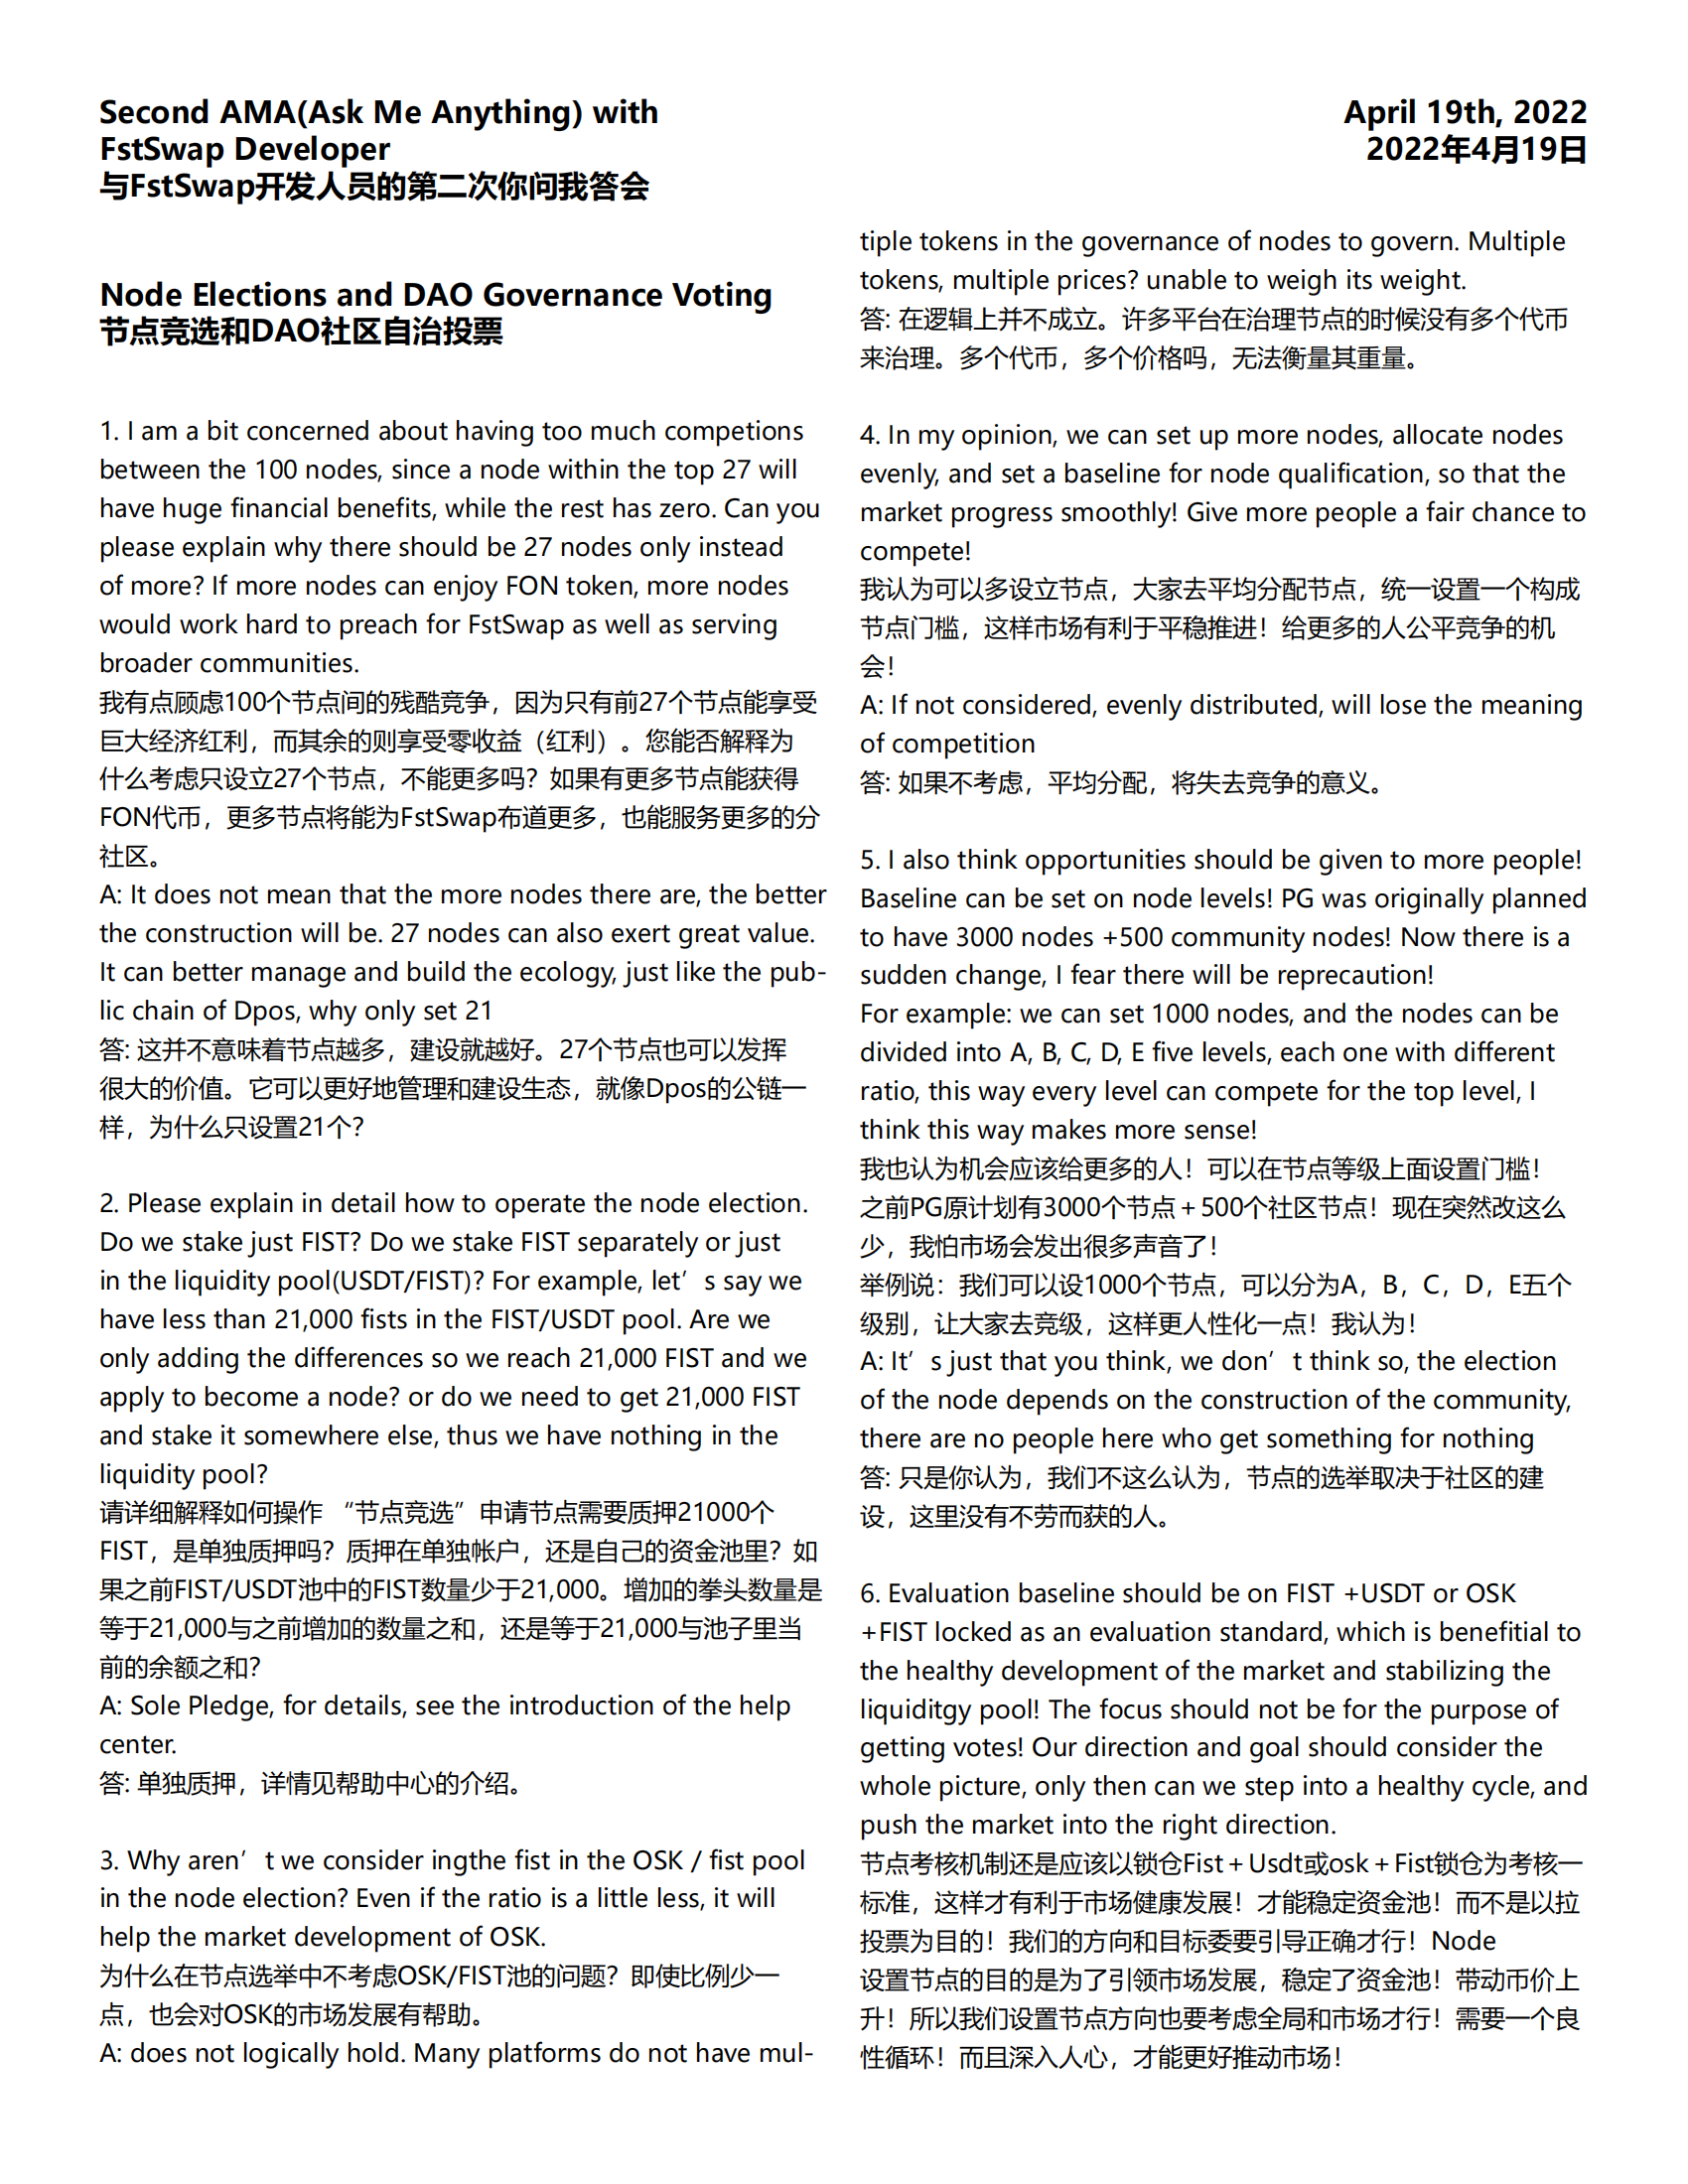 Second AMA(Ask Me Anything) with
FstSwap Developer
与FstSwap开发人员的第二次你问我答会
April 19th, 2022
2022年4月19日
Node Elections and DAO Governance Voting
节点竞选和DAO社区自治投票
1. I am a bit concerned about having too much competions
between the 100 nodes, since a node within the top 27 will
have huge financial benefits, while the rest has zero. Can you
please explain why there should be 27 nodes only instead
of more? If more nodes can enjoy FON token, more nodes
would work hard to preach for FstSwap as well as serving
broader communities.
我有点顾虑100个节点间的残酷竞争，因为只有前27个节点能享受
巨大经济红利，而其余的则享受零收益（红利）。您能否解释为
什么考虑只设立27个节点，不能更多吗？如果有更多节点能获得
FON代币，更多节点将能为FstSwap布道更多，也能服务更多的分
社区。
A: It does not mean that the more nodes there are, the better
the construction will be. 27 nodes can also exert great value.
It can better manage and build the ecology, just like the pub-
lic chain of Dpos, why only set 21
答: 这并不意味着节点越多，建设就越好。27个节点也可以发挥
很大的价值。它可以更好地管理和建设生态，就像Dpos的公链一
样，为什么只设置21个？
2. Please explain in detail how to operate the node election.
Do we stake just FIST? Do we stake FIST separately or just
in the liquidity pool(USDT/FIST)? For example, let’s say we
have less than 21,000 fists in the FIST/USDT pool. Are we
only adding the differences so we reach 21,000 FIST and we
apply to become a node? or do we need to get 21,000 FIST
and stake it somewhere else, thus we have nothing in the
liquidity pool?
请详细解释如何操作 “节点竞选” 申请节点需要质押21000个
FIST，是单独质押吗？质押在单独帐户，还是自己的资金池里？如
果之前FIST/USDT池中的FIST数量少于21,000。增加的拳头数量是
等于21,000与之前增加的数量之和，还是等于21,000与池子里当
前的余额之和？
A: Sole Pledge, for details, see the introduction of the help
center.
答: 单独质押，详情见帮助中心的介绍。
3. Why aren’t we consider ingthe fist in the OSK / fist pool
in the node election? Even if the ratio is a little less, it will
help the market development of OSK.
为什么在节点选举中不考虑OSK/FIST池的问题？即使比例少一
点，也会对OSK的市场发展有帮助。
A: does not logically hold. Many platforms do not have mul-
tiple tokens in the governance of nodes to govern. Multiple
tokens, multiple prices? unable to weigh its weight.
答: 在逻辑上并不成立。许多平台在治理节点的时候没有多个代币
来治理。多个代币，多个价格吗，无法衡量其重量。
4. In my opinion, we can set up more nodes, allocate nodes
evenly, and set a baseline for node qualification, so that the
market progress smoothly! Give more people a fair chance to
compete!
我认为可以多设立节点，大家去平均分配节点，统一设置一个构成
节点门槛，这样市场有利于平稳推进！给更多的人公平竞争的机
会！
A: If not considered, evenly distributed, will lose the meaning
of competition
答: 如果不考虑，平均分配，将失去竞争的意义。
5. I also think opportunities should be given to more people!
Baseline can be set on node levels! PG was originally planned
to have 3000 nodes +500 community nodes! Now there is a
sudden change, I fear there will be reprecaution!
For example: we can set 1000 nodes, and the nodes can be
divided into A, B, C, D, E five levels, each one with different
ratio, this way every level can compete for the top level, I
think this way makes more sense!
我也认为机会应该给更多的人！可以在节点等级上面设置门槛！
之前PG原计划有3000个节点＋500个社区节点！现在突然改这么
少，我怕市场会发出很多声音了！
举例说：我们可以设1000个节点，可以分为A，B，C，D，E五个
级别，让大家去竞级，这样更人性化一点！我认为！
A: It’s just that you think, we don’t think so, the election
of the node depends on the construction of the community,
there are no people here who get something for nothing
答: 只是你认为，我们不这么认为，节点的选举取决于社区的建
设，这里没有不劳而获的人。
6. Evaluation baseline should be on FIST +USDT or OSK
+FIST locked as an evaluation standard, which is benefitial to
the healthy development of the market and stabilizing the
liquiditgy pool! The focus should not be for the purpose of
getting votes! Our direction and goal should consider the
whole picture, only then can we step into a healthy cycle, and
push the market into the right direction.
节点考核机制还是应该以锁仓Fist＋Usdt或osk＋Fist锁仓为考核一
标准，这样才有利于市场健康发展！才能稳定资金池！而不是以拉
投票为目的！我们的方向和目标委要引导正确才行！Node
设置节点的目的是为了引领市场发展，稳定了资金池！带动币价上
升！所以我们设置节点方向也要考虑全局和市场才行！需要一个良
性循环！而且深入人心，才能更好推动市场！